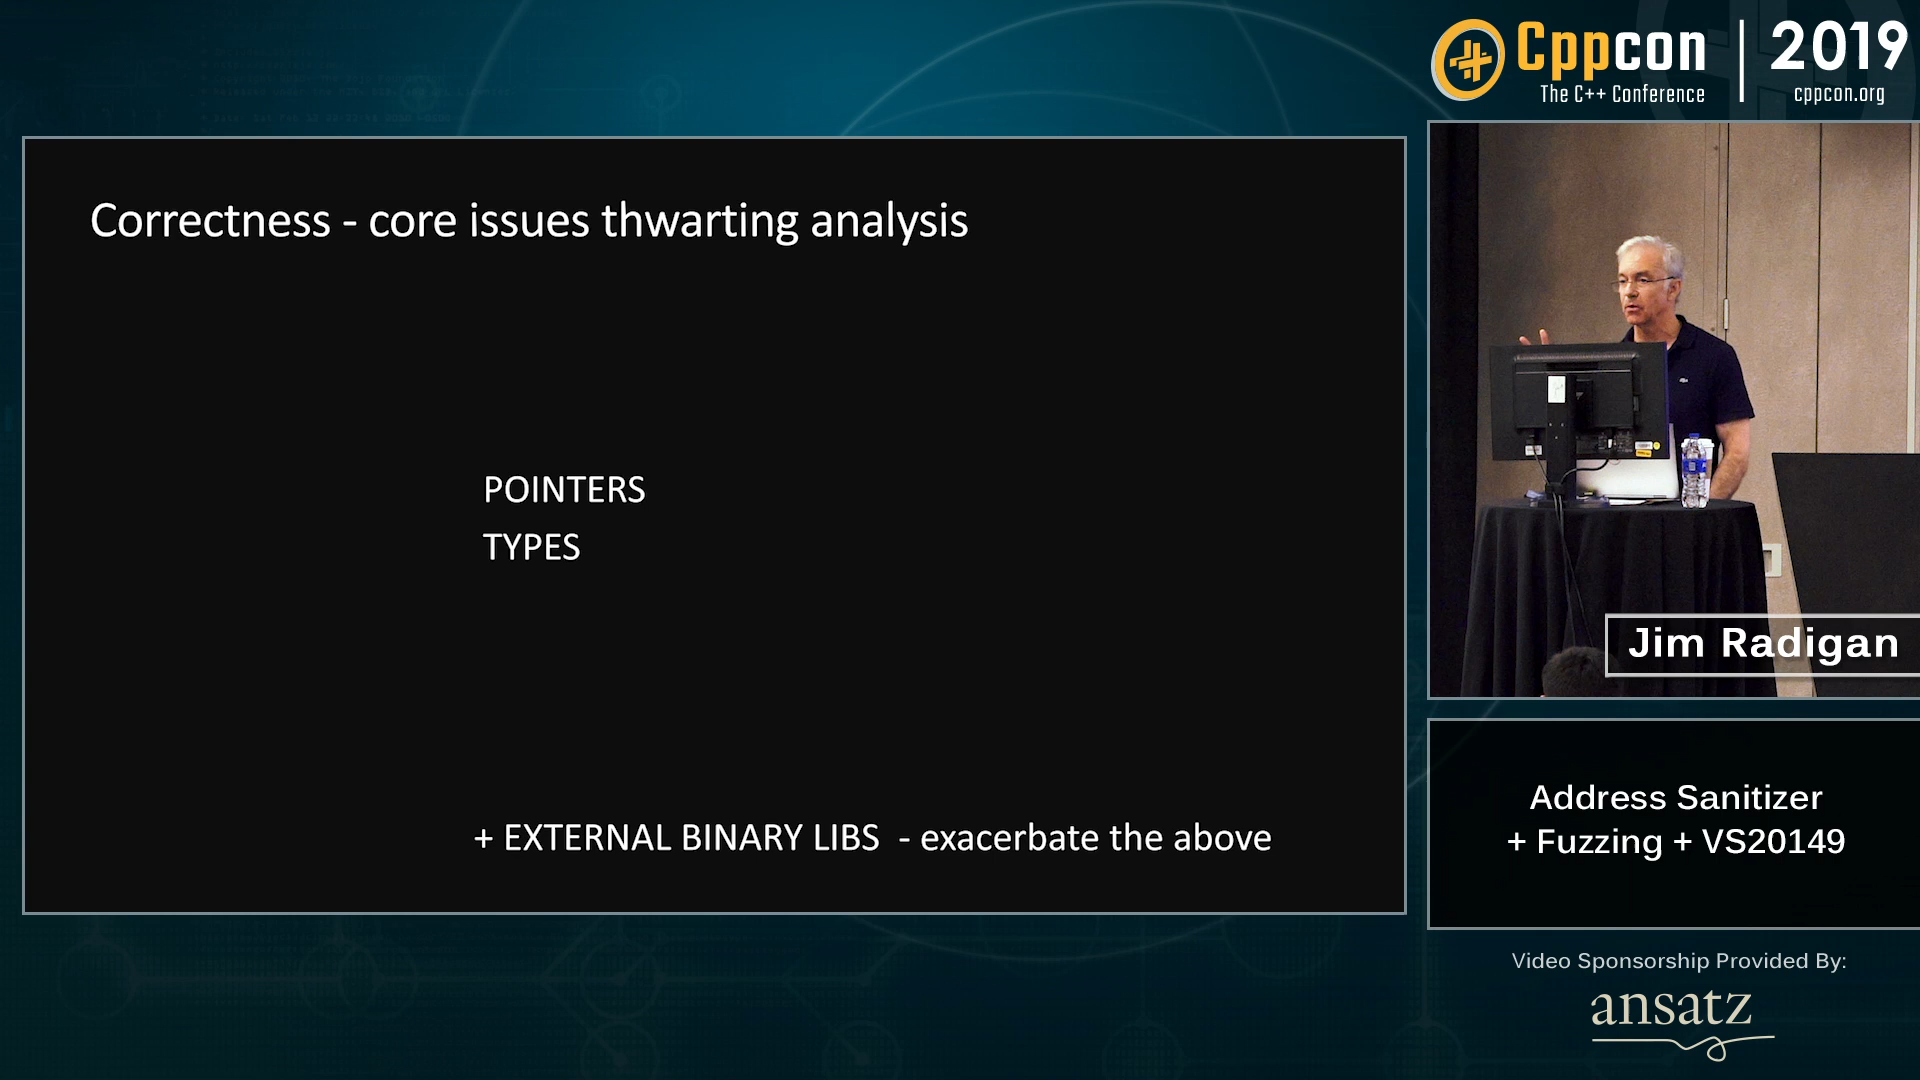 Cppcon
The C++ Conference
2019
cppcon.org
Correctness - core issues thwarting analysis
POINTERS
TYPES
+ EXTERNAL BINARY LIBS - exacerbate the above
Jim Radigan
Address Sanitizer
+ Fuzzing + VS20149
Video Sponsorship Provided By:
ansatz